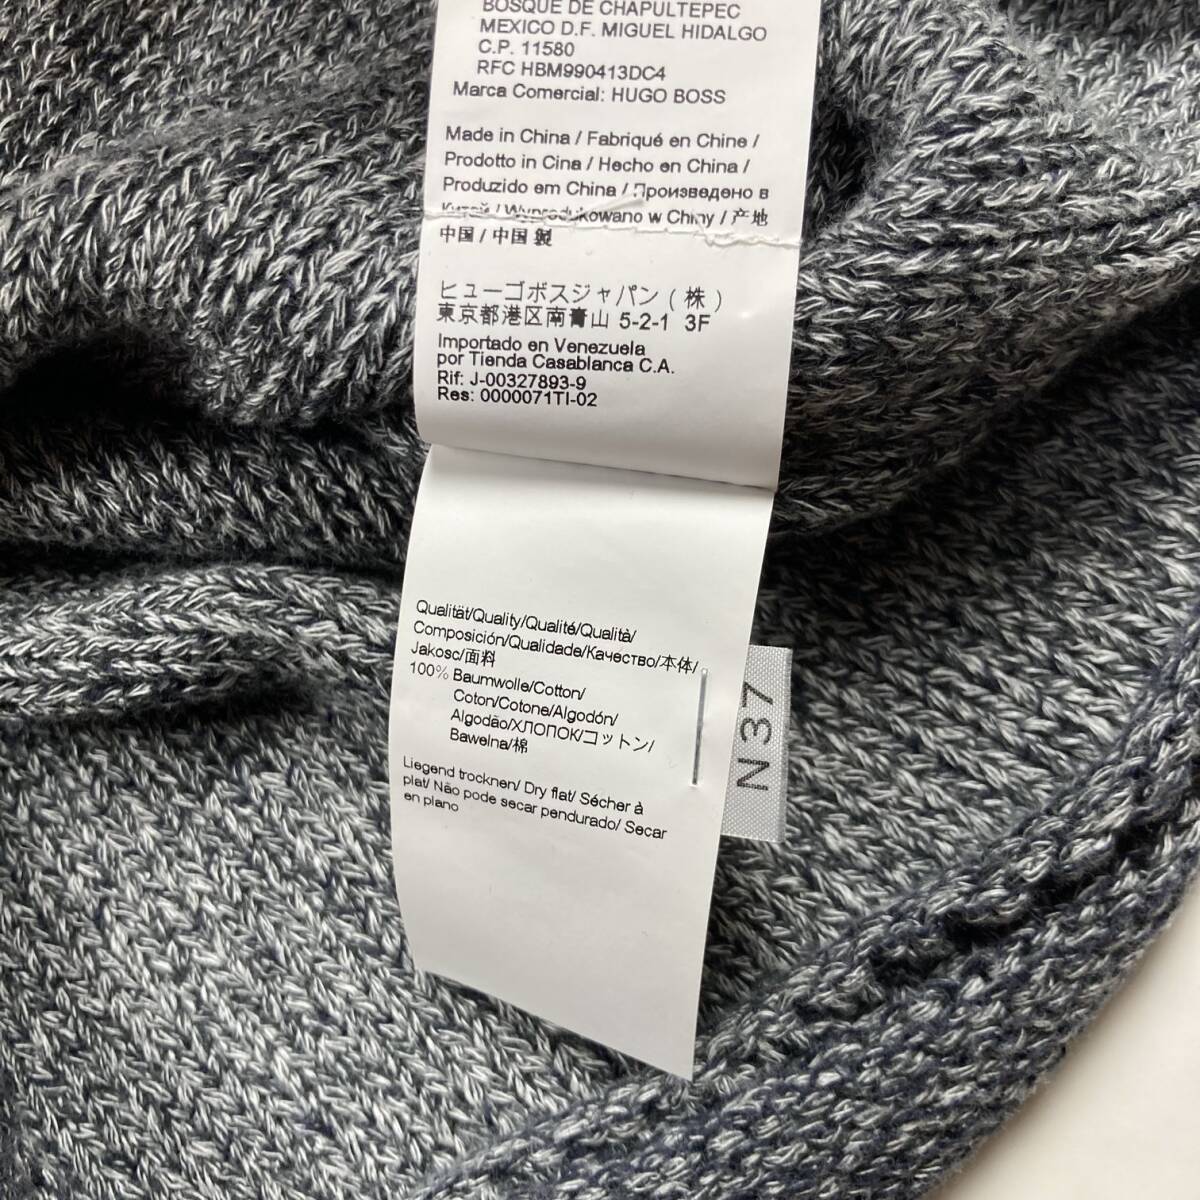 BOSQUE DE CHAPULTEPEC
MEXICO D.F. MIGUEL HIDALGO
C.P. 11580
RFC HBM990413DC4
Marca Comercial: HUGO BOSS
Made in China / Fabriqué en Chine /
Prodotto in Cina / Hecho en China /
Produzido em China / Произведено в
Китай / Wyprodukowano w Chiny / 産地
中国 / 中国 製
ヒューゴボスジャパン ( 株 )
東京都港区南青山 5-2-1 3F
Importado en Venezuela
por Tienda Casablanca C.A.
Rif: J-00327893-9
Res: 0000071TI-02
Qualität/Quality/Qualité/Qualità/
Composición/Qualidade/Качество/本体/
Jakosc/面料
100% Baumwolle/Cotton/
Coton/Cotone/Algodón/
Algodão/ХЛОПОК/コットン/
Bawelna/棉
Liegend trocknen/ Dry flat/ Sécher à
plat/ Não pode secar pendurado/ Secar
en plano
N37